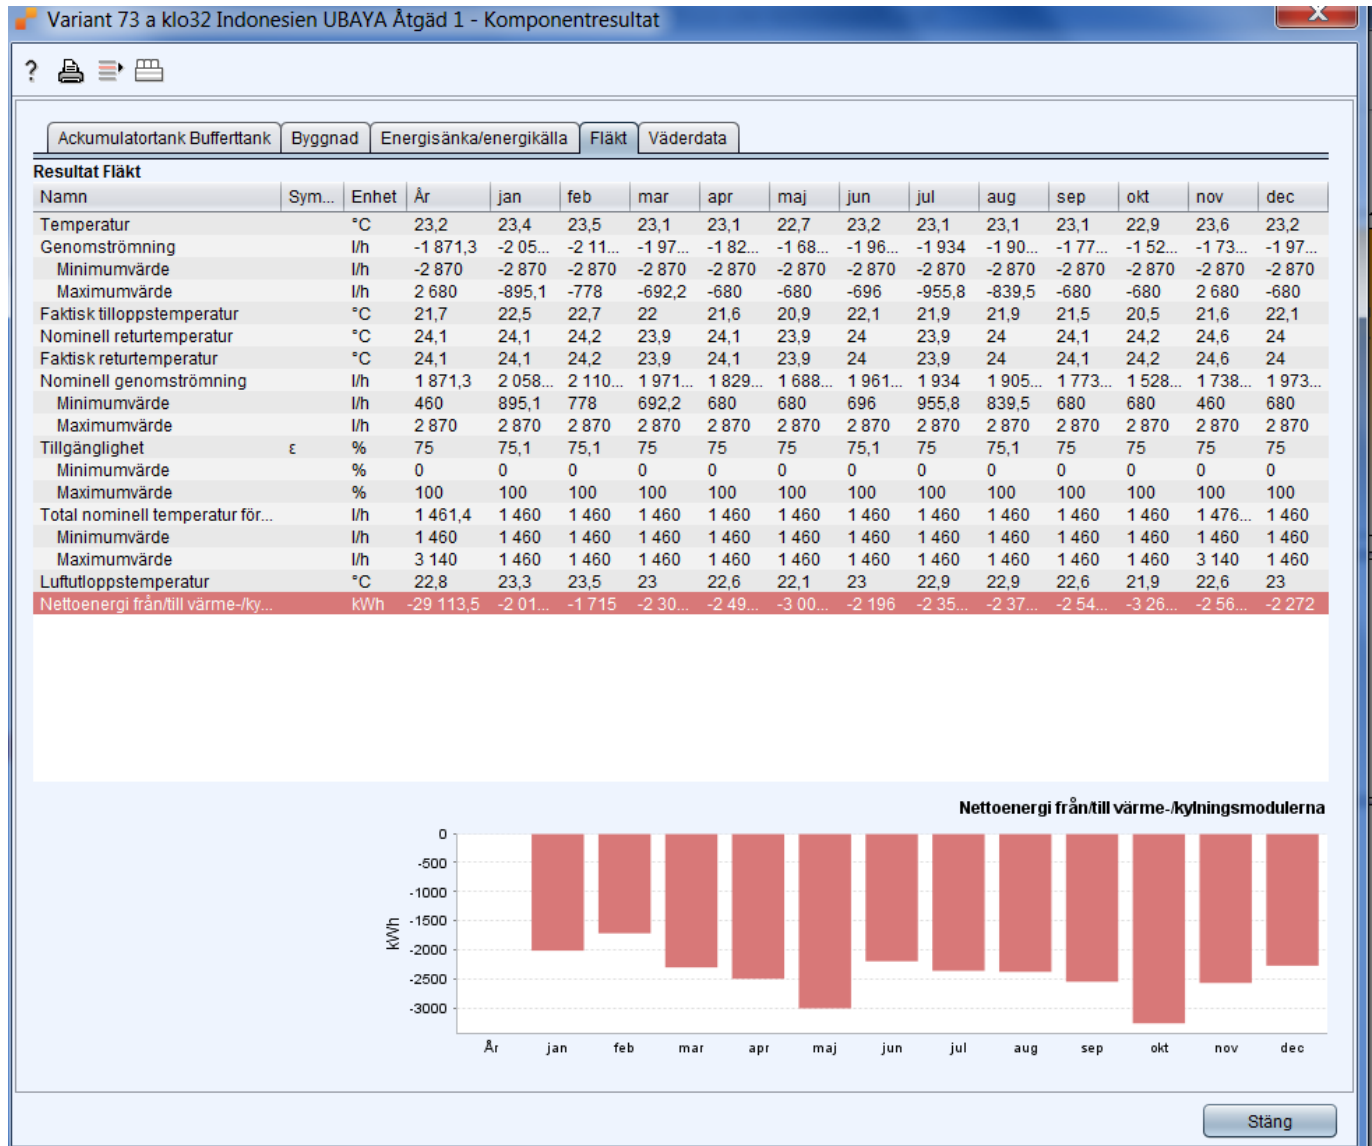 Variant 73 a klo32 Indonesien UBAYA Åtgäd 1 - Komponentresultat
X
?
Ackumulatortank Bufferttank Byggnad Energisänka/energikälla Fläkt Väderdata
Resultat Fläkt
Namn Sym... Enhet År jan feb mar apr maj jun jul aug sep okt nov dec
Temperatur °C 23,2 23,4 23,5 23,1 23,1 22,7 23,2 23,1 23,1 23,1 22,9 23,6 23,2
Genomströmning l/h -1 871,3 -2 05... -2 11... -1 97... -1 82... -1 68... -1 96... -1 934 -1 90... -1 77... -1 52... -1 73... -1 97...
Minimumvärde l/h -2 870 -2 870 -2 870 -2 870 -2 870 -2 870 -2 870 -2 870 -2 870 -2 870 -2 870 -2 870 -2 870
Maximumvärde l/h 2 680 -895,1 -778 -692,2 -680 -680 -696 -955,8 -839,5 -680 -680 2 680 -680
Faktisk tilloppstemperatur °C 21,7 22,5 22,7 22 21,6 20,9 22,1 21,9 21,9 21,5 20,5 21,6 22,1
Nominell returtemperatur °C 24,1 24,1 24,2 23,9 24,1 23,9 24 23,9 24 24,1 24,2 24,6 24
Faktisk returtemperatur °C 24,1 24,1 24,2 23,9 24,1 23,9 24 23,9 24 24,1 24,2 24,6 24
Nominell genomströmning l/h 1 871,3 2 058... 2 110... 1 971... 1 829... 1 688... 1 961... 1 934 1 905... 1 773... 1 528... 1 738... 1 973...
Minimumvärde l/h 460 895,1 778 692,2 680 680 696 955,8 839,5 680 680 460 680
Maximumvärde l/h 2 870 2 870 2 870 2 870 2 870 2 870 2 870 2 870 2 870 2 870 2 870 2 870 2 870
Tillgänglighet ε % 75 75,1 75,1 75 75 75 75,1 75 75,1 75 75 75 75
Minimumvärde % 0 0 0 0 0 0 0 0 0 0 0 0 0
Maximumvärde % 100 100 100 100 100 100 100 100 100 100 100 100 100
Total nominell temperatur för... l/h 1 461,4 1 460 1 460 1 460 1 460 1 460 1 460 1 460 1 460 1 460 1 460 1 476... 1 460
Minimumvärde l/h 1 460 1 460 1 460 1 460 1 460 1 460 1 460 1 460 1 460 1 460 1 460 1 460 1 460
Maximumvärde l/h 3 140 1 460 1 460 1 460 1 460 1 460 1 460 1 460 1 460 1 460 1 460 3 140 1 460
Luftutloppstemperatur °C 22,8 23,3 23,5 23 22,6 22,1 23 22,9 22,9 22,6 21,9 22,6 23
Nettoenergi från/till värme-/ky... kWh -29 113,5 -2 01... -1 715 -2 30... -2 49... -3 00... -2 196 -2 35... -2 37... -2 54... -3 26... -2 56... -2 272
Nettoenergi från/till värme-/kylningsmodulerna
0
-500
-1000
-1500
-2000
-2500
-3000
kWh
År jan feb mar apr maj jun jul aug sep okt nov dec
Stäng